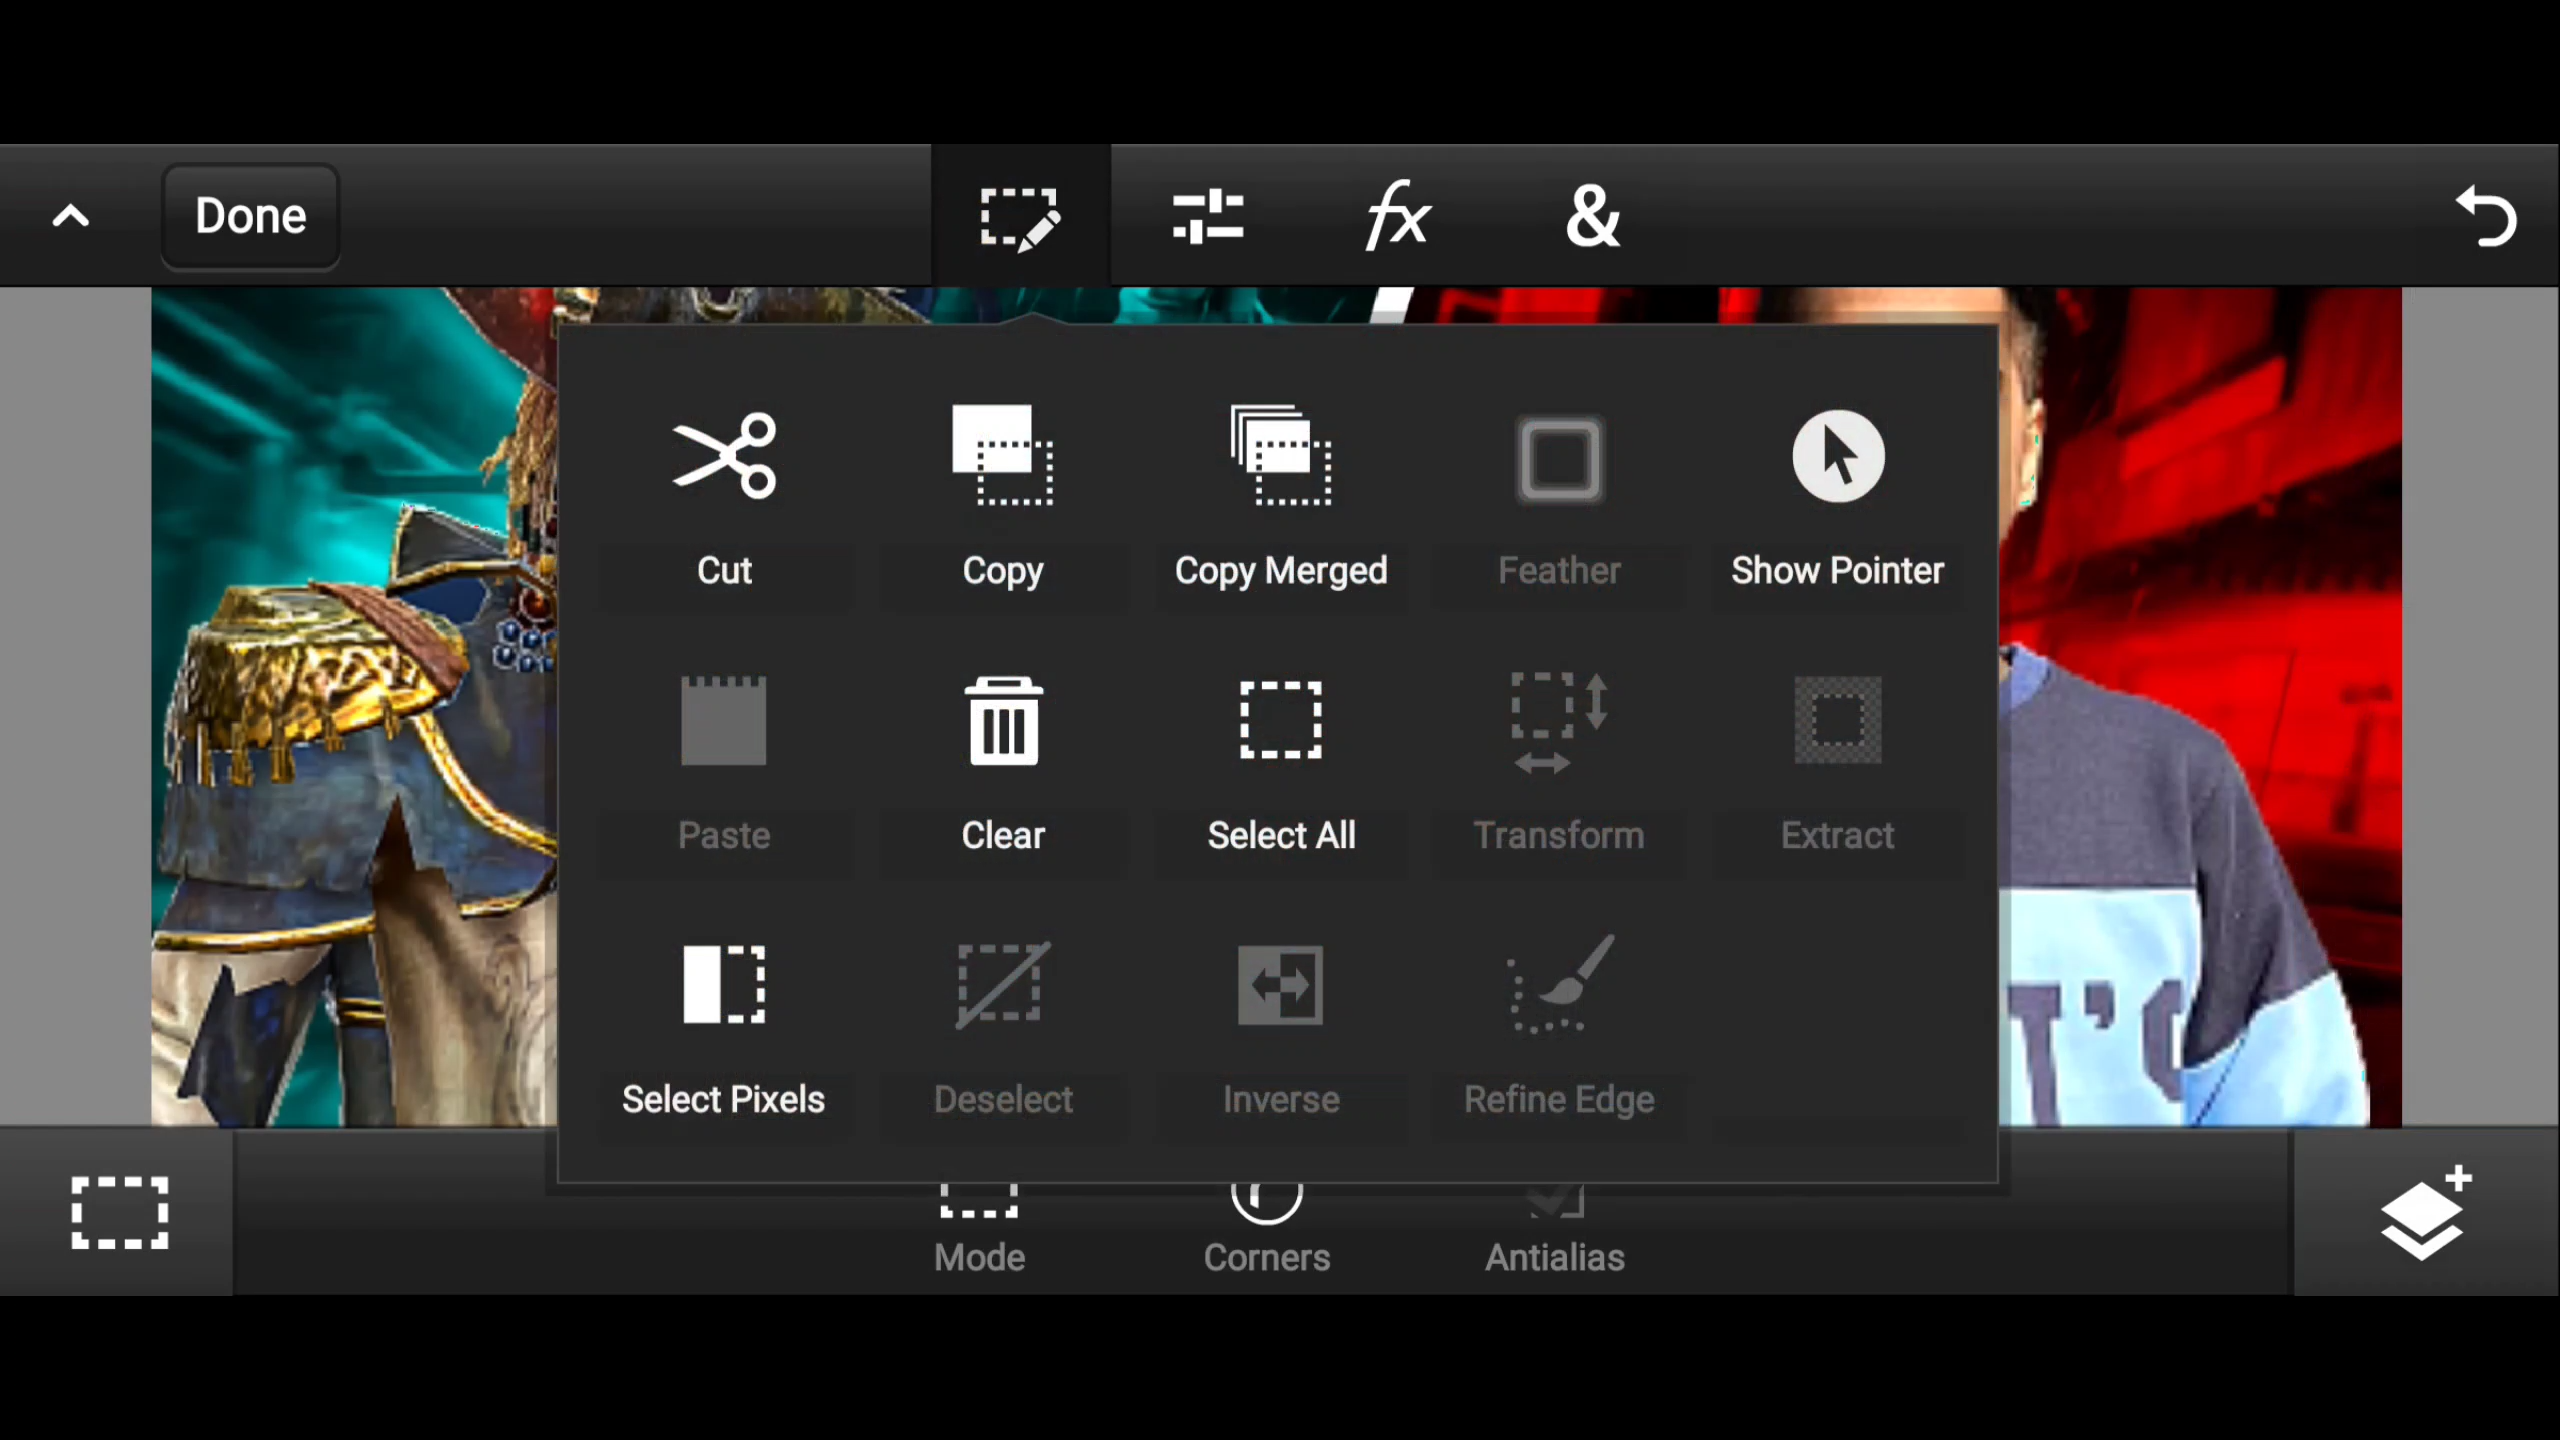 Done
fx
&
Cut
Copy
Copy Merged
Feather
Show Pointer
Paste
Clear
Select All
Transform
Extract
Select Pixels
Deselect
Inverse
Refine Edge
T'S
Mode
Corners
Antialias